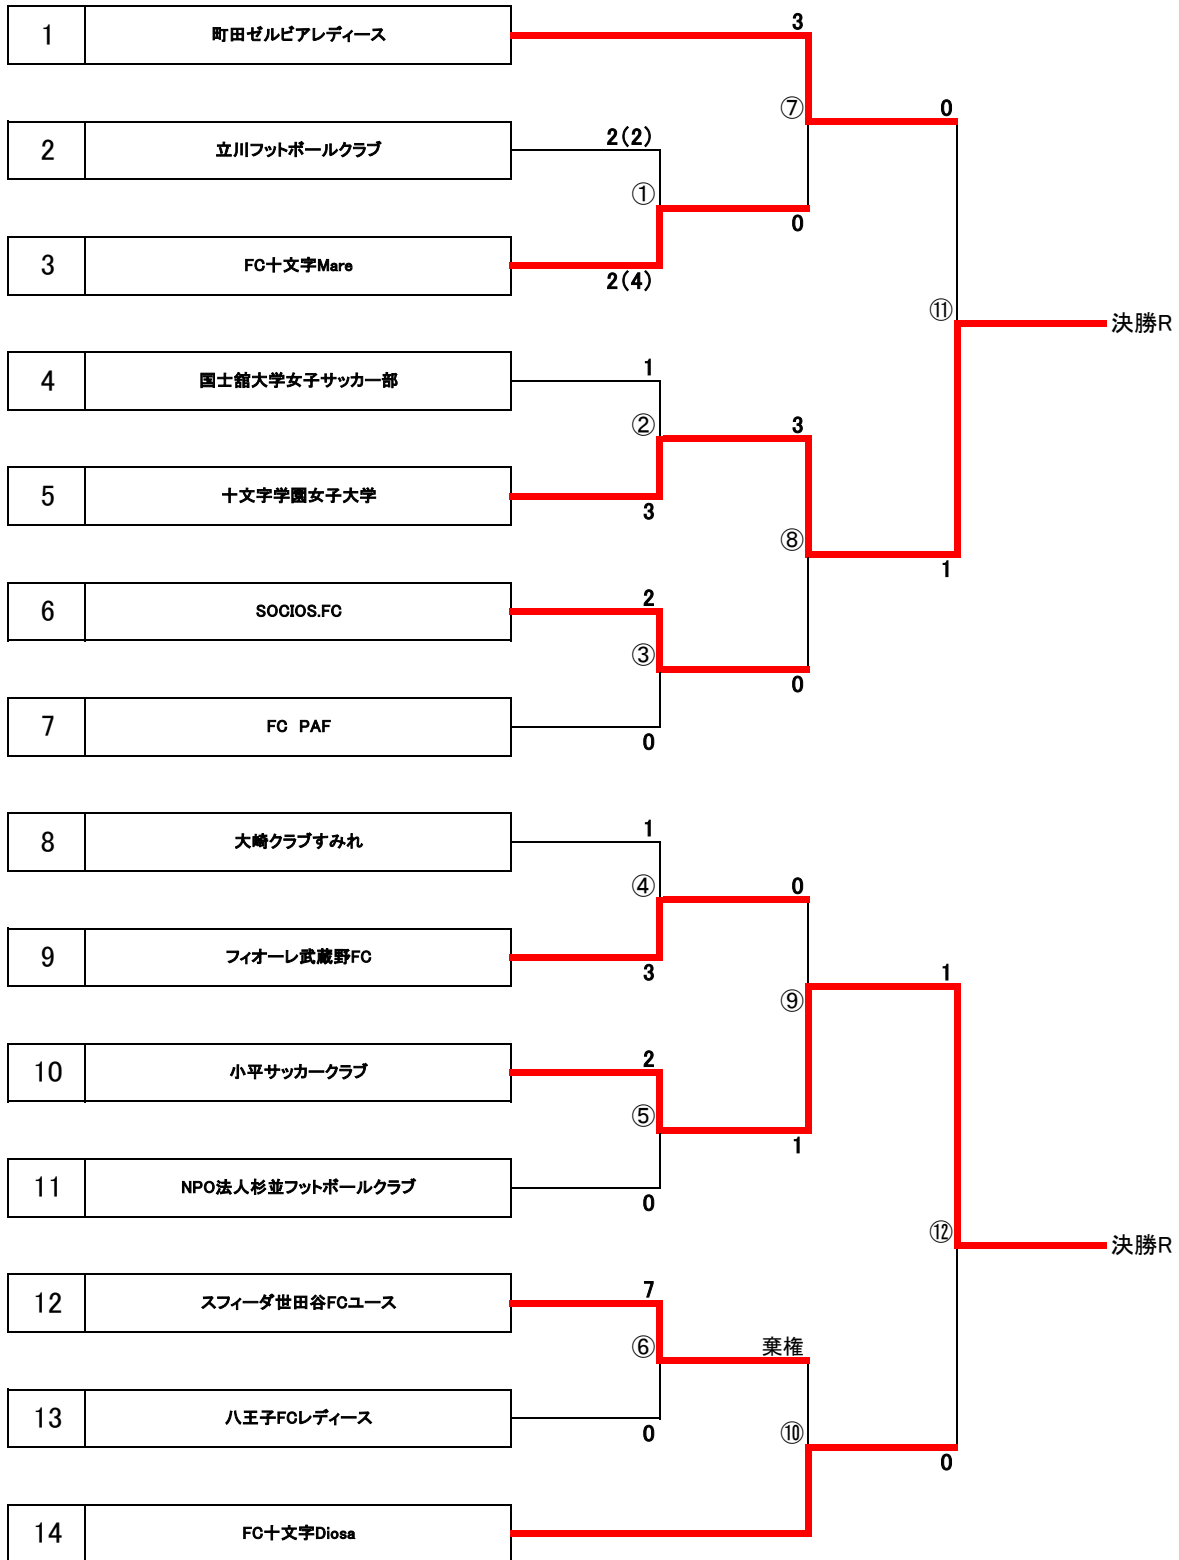 1 町田ゼルビアレディース
3
⑦
0
2 立川フットボールクラブ
2(2)
①
0
3 FC十文字Mare
2(4)
⑪
決勝R
4 国士舘大学女子サッカー部
1
②
3
5 十文字学園女子大学
3
⑧
1
6 SOCIOS.FC
2
③
0
7 FC PAF
0
8 大崎クラブすみれ
1
④
0
9 フィオーレ武蔵野FC
3
1
⑨
10 小平サッカークラブ
2
⑤
1
11 NPO法人杉並フットボールクラブ
0
⑫
決勝R
12 スフィーダ世田谷FCユース
7
⑥
棄権
13 八王子FCレディース
0
⑩
0
14 FC十文字Diosa